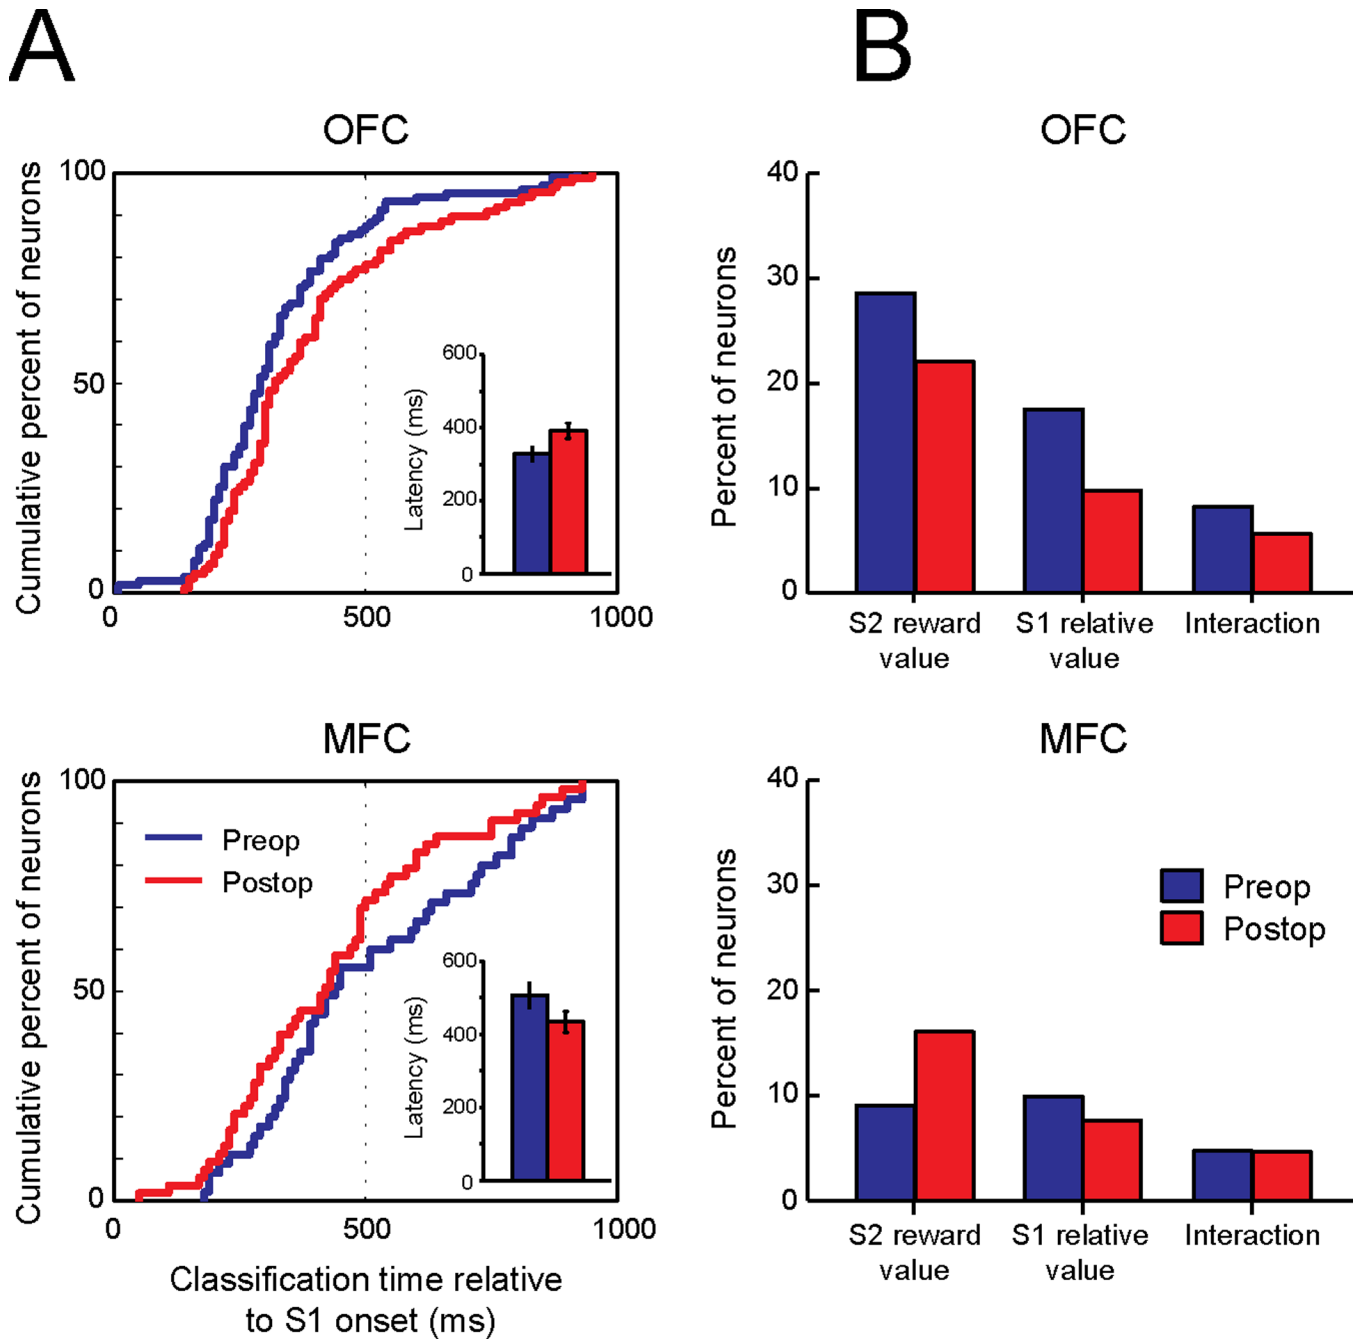 A
B
OFC
Cumulative percent of neurons
100
50
0
0
500
1000
Latency (ms)
600
400
200
0
OFC
Percent of neurons
40
30
20
10
0
S2 reward
value
S1 relative
value
Interaction
MFC
Cumulative percent of neurons
100
50
0
0
500
1000
Preop
Postop
Latency (ms)
600
400
200
0
Classification time relative
to S1 onset (ms)
MFC
Percent of neurons
40
30
20
10
0
Preop
Postop
S2 reward
value
S1 relative
value
Interaction